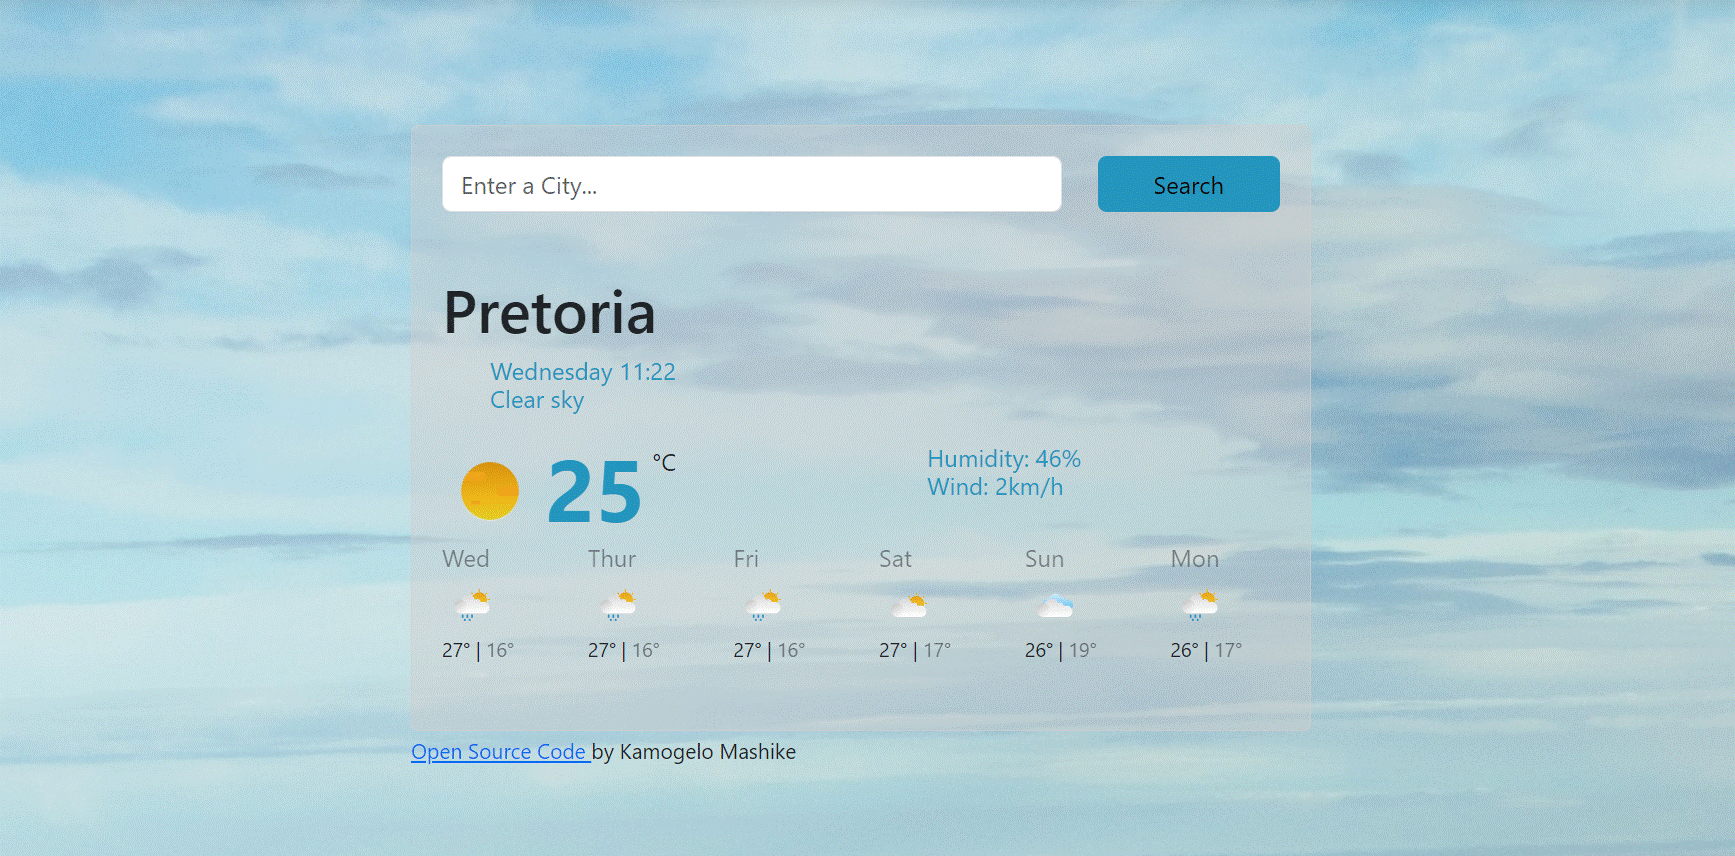 Enter a City...
Search
Pretoria
Wednesday 11:22
Clear sky
25 °C
Humidity: 46%
Wind: 2km/h
Wed Thur Fri Sat Sun Mon
27° | 16° 27° | 16° 27° | 16° 27° | 17° 26° | 19° 26° | 17°
Open Source Code by Kamogelo Mashike